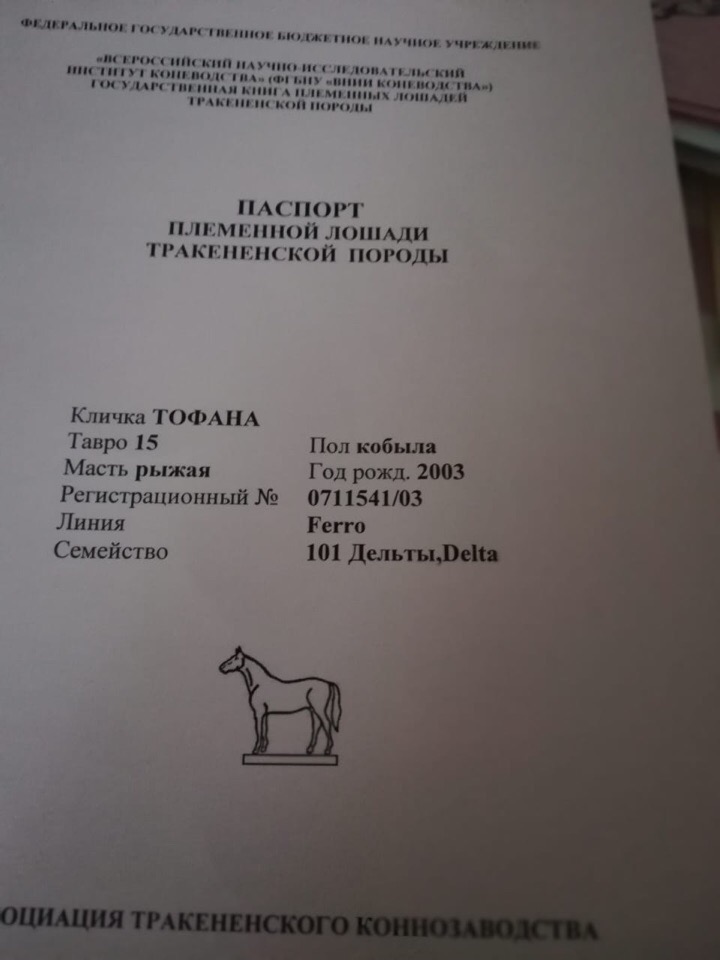 ФЕДЕРАЛЬНОЕ ГОСУДАРСТВЕННОЕ БЮДЖЕТНОЕ НАУЧНОЕ УЧРЕЖДЕНИЕ
«ВСЕРОССИЙСКИЙ НАУЧНО-ИССЛЕДОВАТЕЛЬСКИЙ
ИНСТИТУТ КОНЕВОДСТВА» (ФГБНУ «ВНИИ КОНЕВОДСТВА»)
ГОСУДАРСТВЕННАЯ КНИГА ПЛЕМЕННЫХ ЛОШАДЕЙ
ТРАКЕНЕНСКОЙ ПОРОДЫ
ПАСПОРТ
ПЛЕМЕННОЙ ЛОШАДИ
ТРАКЕНЕНСКОЙ ПОРОДЫ
Кличка ТОФАНА
Тавро 15 Пол кобыла
Масть рыжая Год рожд. 2003
Регистрационный № 0711541/03
Линия Ferro
Семейство 101 Дельты,Delta
ОЦИАЦИЯ ТРАКЕНЕНСКОГО КОННОЗАВОДСТВА